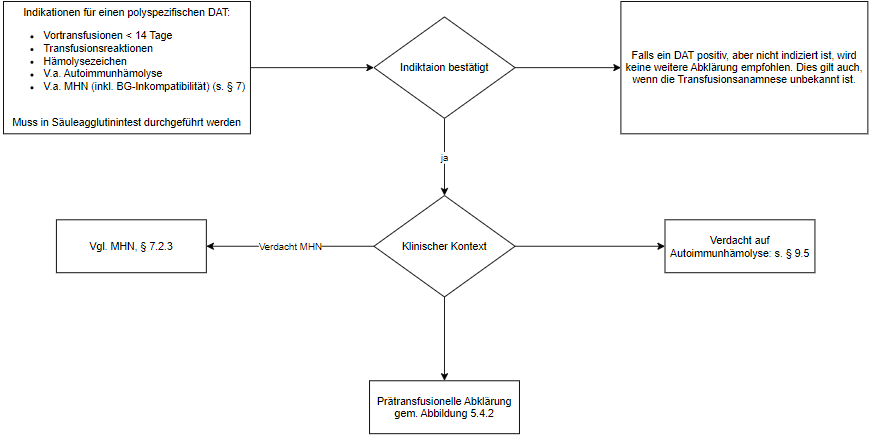 Indikationen für einen polyspezifischen DAT:
• Vortransfusionen < 14 Tage
• Transfusionsreaktionen
• Hämolysezeichen
• V.a. Autoimmunhämolyse
• V.a. MHN (inkl. BG-Inkompatibilität) (s. § 7)
Muss in Säuleagglutinintest durchgeführt werden
Indiktaion bestätigt
Falls ein DAT positiv, aber nicht indiziert ist, wird
keine weitere Abklärung empfohlen. Dies gilt auch,
wenn die Transfusionsanamnese unbekannt ist.
ja
Vgl. MHN, § 7.2.3
Verdacht MHN
Klinischer Kontext
Verdacht auf
Autoimmunhämolyse: s. § 9.5
Prätransfusionelle Abklärung
gem. Abbildung 5.4.2